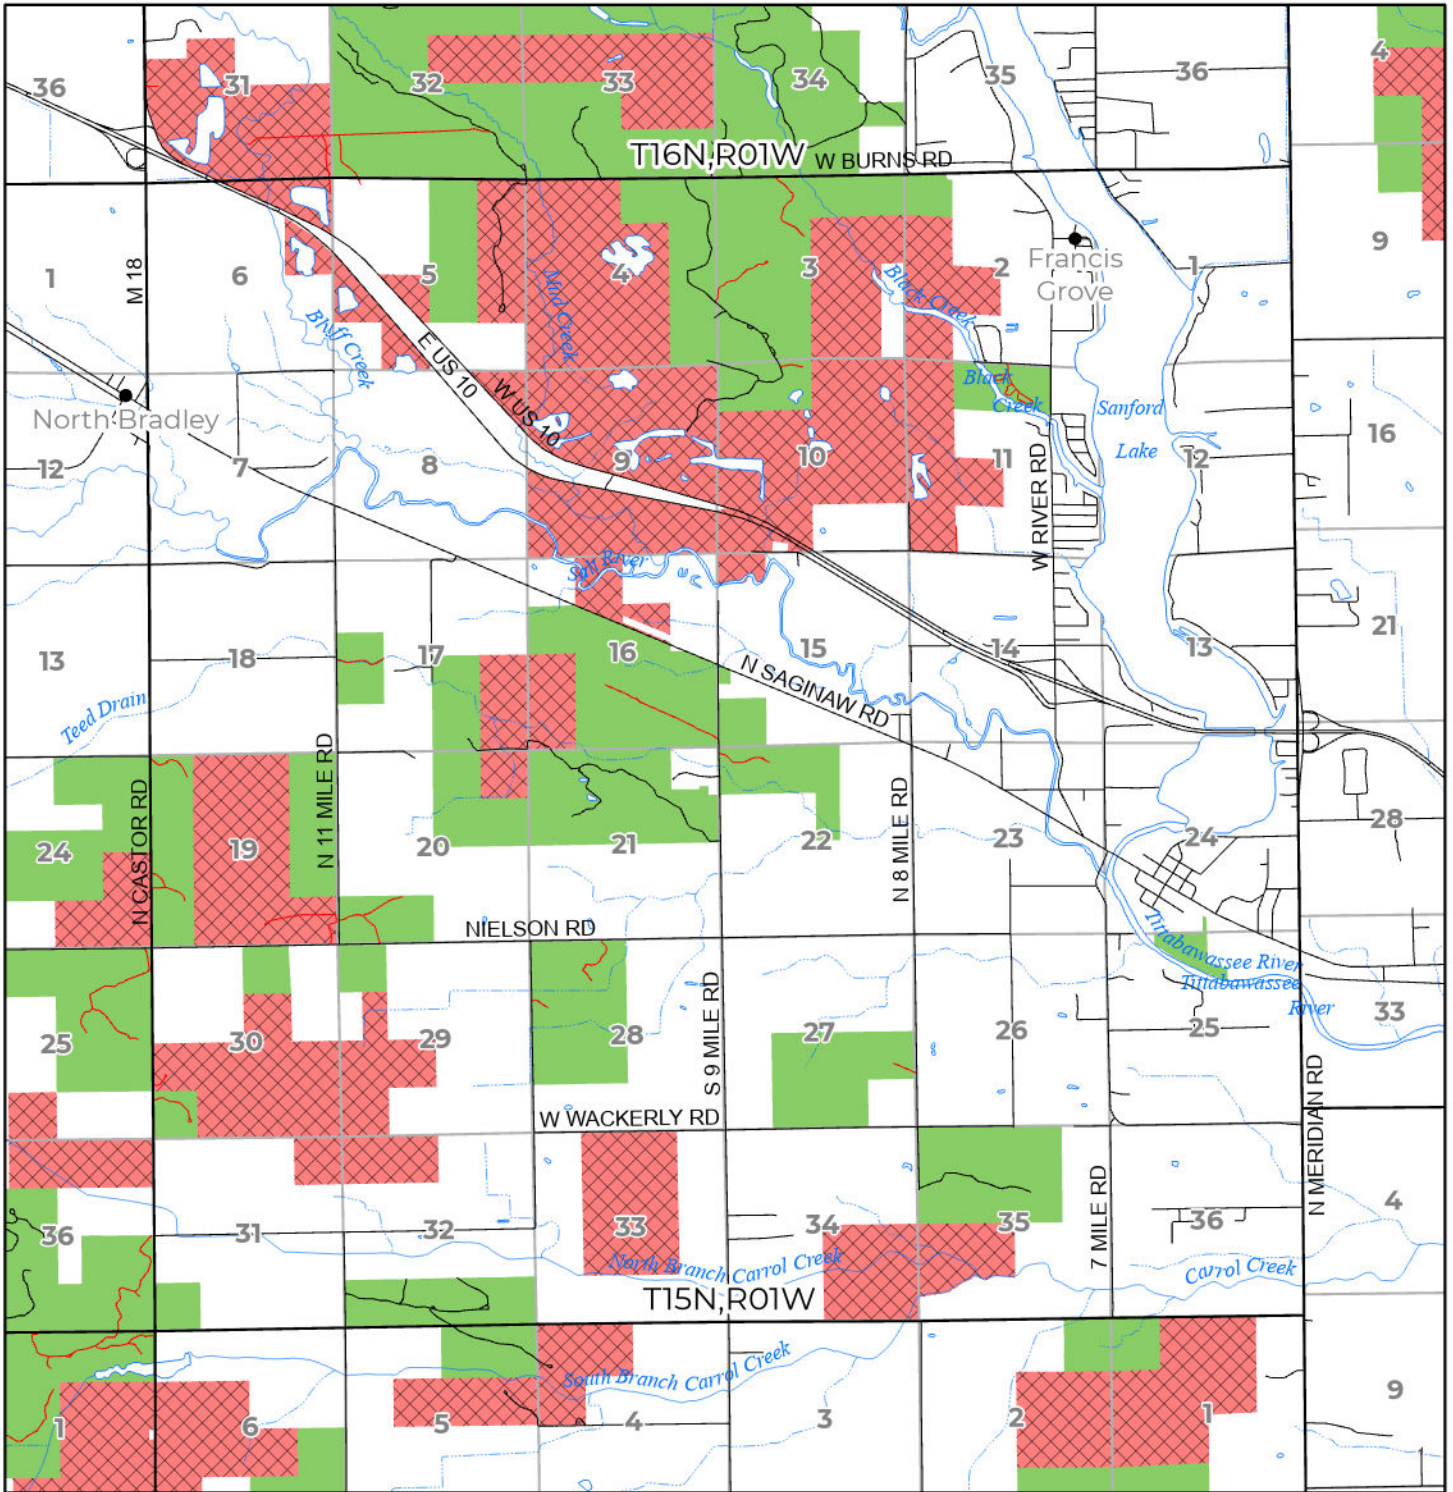 36
31
32
33
34
35
36
4
T16N,R01W
W BURNS RD
1
M 18
6
5
4
3
2
Francis
Grove
1
9
Bluff Creek
Mud Creek
Black Creek
E US 10
W US 10
North Bradley
Black
Creek
Sanford
Lake
12
7
8
9
10
11
W RIVER RD
12
16
Salt River
13
18
17
16
15
14
13
21
Teed Drain
N SAGINAW RD
N CASTOR RD
N 11 MILE RD
N 8 MILE RD
24
19
20
21
22
23
24
28
NIELSON RD
Tittabawassee River
Tittabawassee
River
25
30
29
28
S 9 MILE RD
27
26
25
33
W WACKERLY RD
N MERIDIAN RD
7 MILE RD
36
31
32
33
34
35
36
4
North Branch Carrol Creek
Carrol Creek
T15N,R01W
South Branch Carrol Creek
1
6
5
4
3
2
1
9